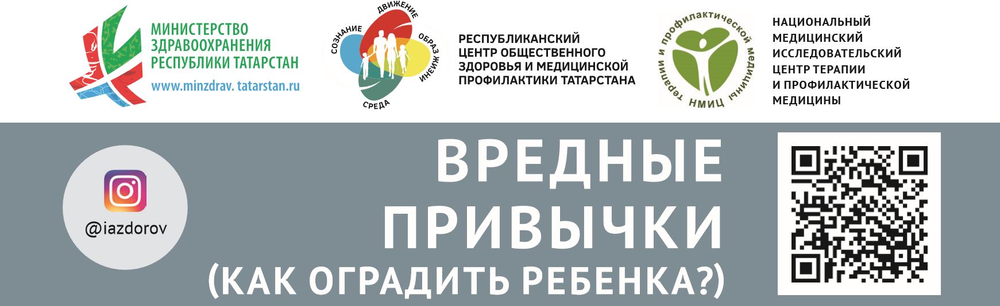 МИНИСТЕРСТВО
ЗДРАВООХРАНЕНИЯ
РЕСПУБЛИКИ ТАТАРСТАН
www.minzdrav. tatarstan.ru
СОЗНАНИЕ
ДВИЖЕНИЕ
ОБРАЗ ЖИЗНИ
СРЕДА
РЕСПУБЛИКАНСКИЙ
ЦЕНТР ОБЩЕСТВЕННОГО
ЗДОРОВЬЯ И МЕДИЦИНСКОЙ
ПРОФИЛАКТИКИ ТАТАРСТАНА
НМИЦ терапии и профилактической медицины
НАЦИОНАЛЬНЫЙ
МЕДИЦИНСКИЙ
ИССЛЕДОВАТЕЛЬСКИЙ
ЦЕНТР ТЕРАПИИ
И ПРОФИЛАКТИЧЕСКОЙ
МЕДИЦИНЫ
@iazdorov
ВРЕДНЫЕ
ПРИВЫЧКИ
(КАК ОГРАДИТЬ РЕБЕНКА?)